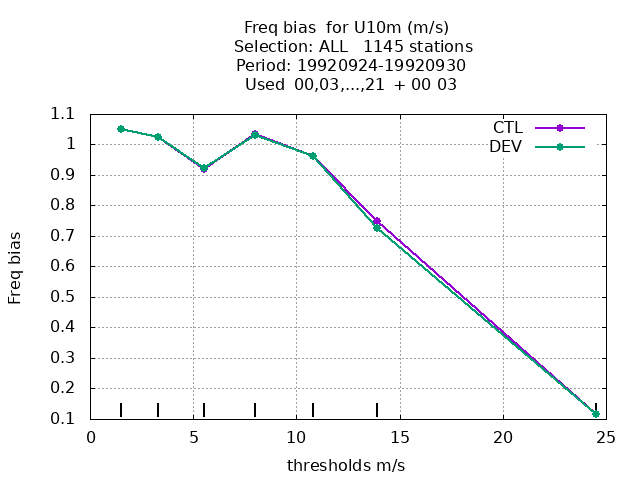 Freq bias  for U10m (m/s)
Selection: ALL   1145 stations
Period: 19920924-19920930
Used  00,03,...,21  + 00 03
CTL
DEV
1.1
1
0.9
0.8
0.7
0.6
0.5
0.4
0.3
0.2
0.1
Freq bias
0 5 10 15 20 25
thresholds m/s